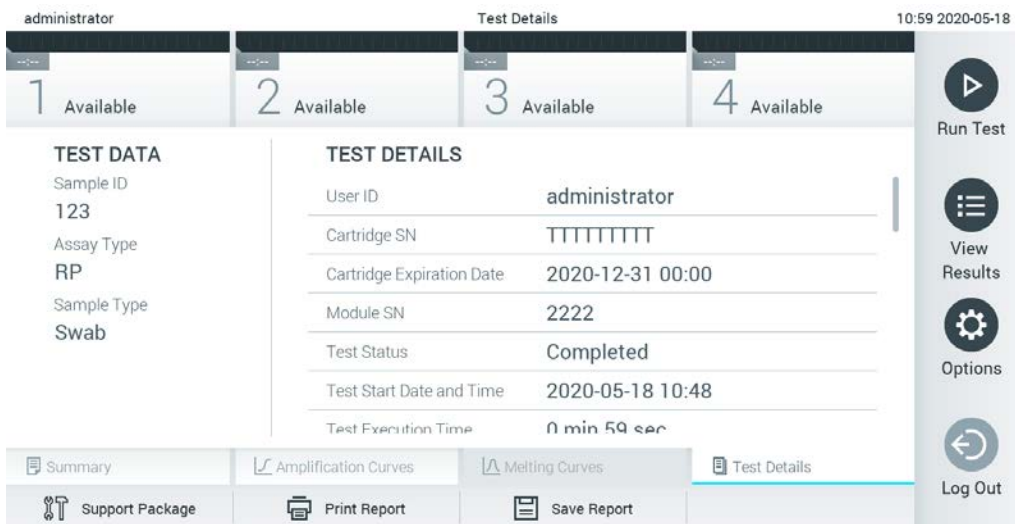 administrator Test Details 10:59 2020-05-18
--:-- --:-- --:-- --:--
1 Available 2 Available 3 Available 4 Available
Run Test
TEST DATA
Sample ID
123
Assay Type
RP
Sample Type
Swab
TEST DETAILS
User ID administrator
Cartridge SN TTTTTTTTT
Cartridge Expiration Date 2020-12-31 00:00
Module SN 2222
Test Status Completed
Test Start Date and Time 2020-05-18 10:48
Test Execution Time 0 min 59 sec
View
Results
Options
Log Out
Summary Amplification Curves Melting Curves Test Details
Support Package Print Report Save Report